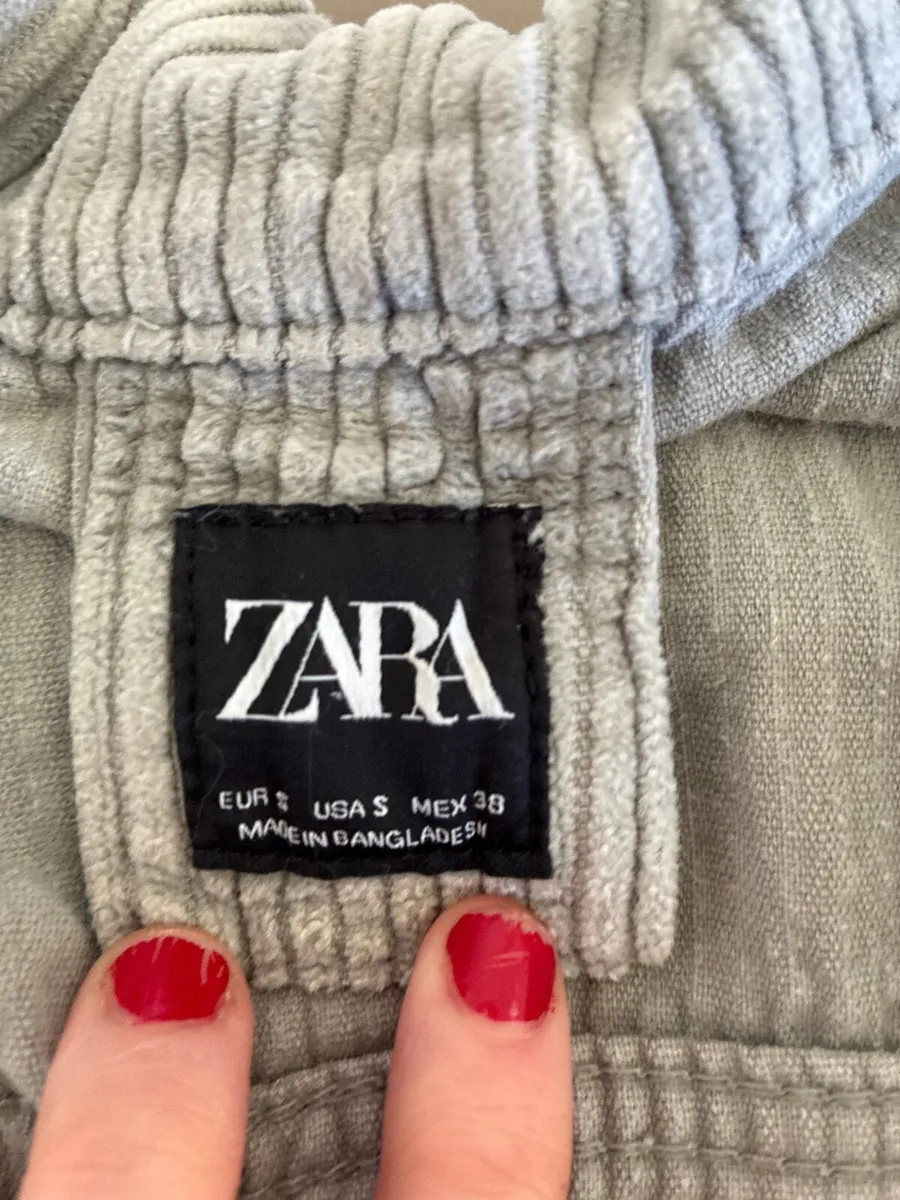 ZARA
EUR S USA S MEX 38
MADE IN BANGLADESH